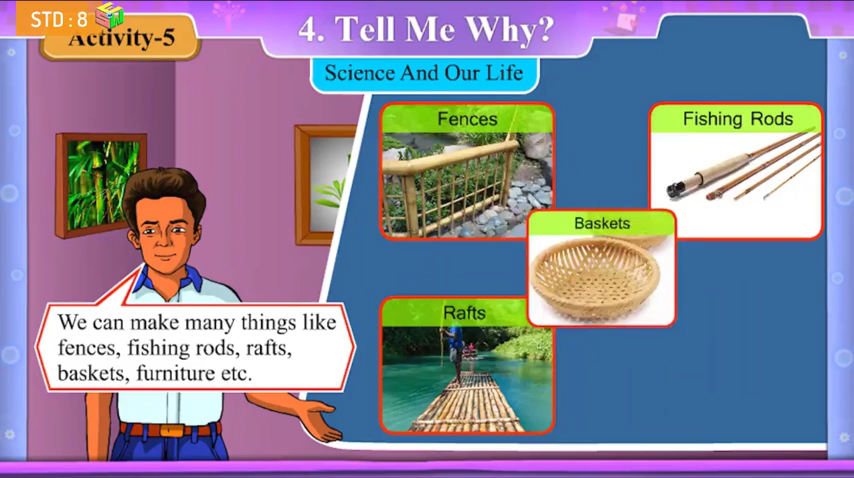 STD : 8
Activity-5
4. Tell Me Why?
Science And Our Life
Fences
Fishing Rods
Baskets
Rafts
We can make many things like
fences, fishing rods, rafts,
baskets, furniture etc.